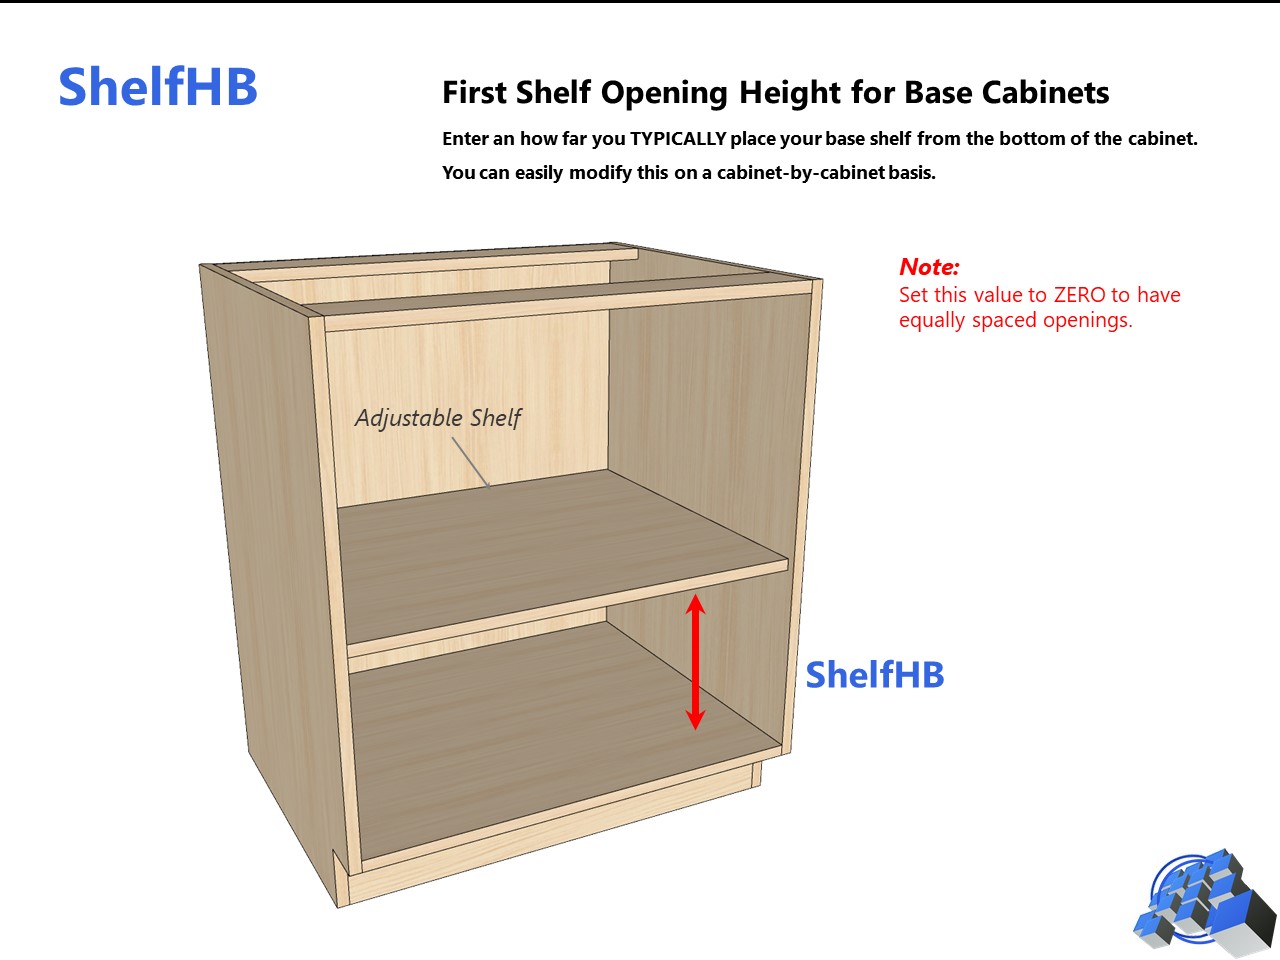 ShelfHB
First Shelf Opening Height for Base Cabinets
Enter an how far you TYPICALLY place your base shelf from the bottom of the cabinet.
You can easily modify this on a cabinet-by-cabinet basis.
Note:
Set this value to ZERO to have
equally spaced openings.
Adjustable Shelf
ShelfHB